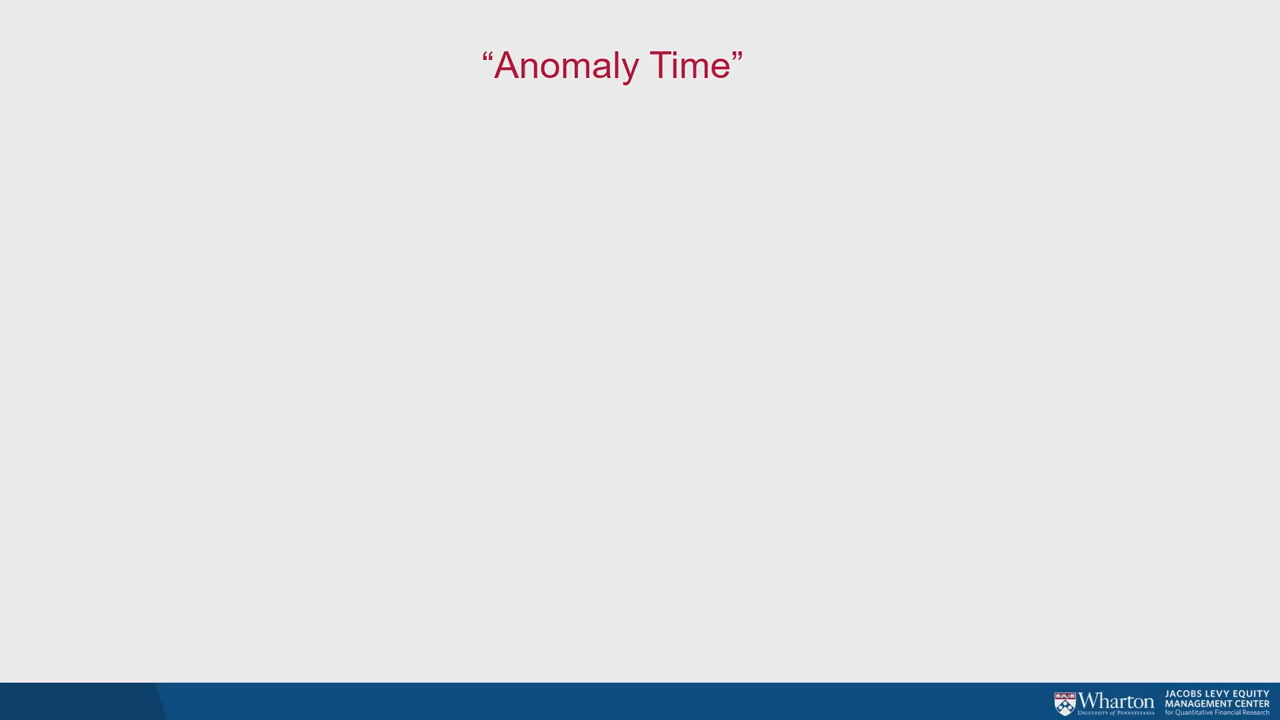 “Anomaly Time”
Wharton
UNIVERSITY of PENNSYLVANIA
JACOBS LEVY EQUITY
MANAGEMENT CENTER
for Quantitative Financial Research